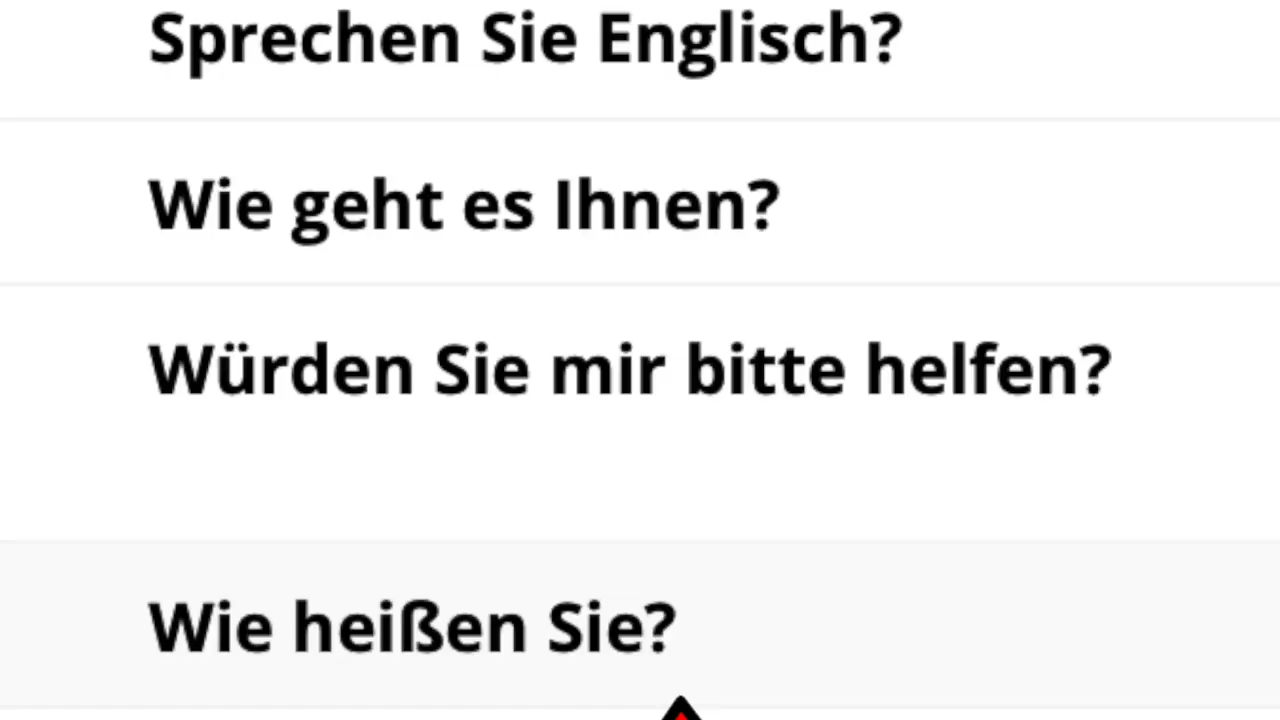 Sprechen Sie Englisch?
Wie geht es Ihnen?
Würden Sie mir bitte helfen?
Wie heißen Sie?